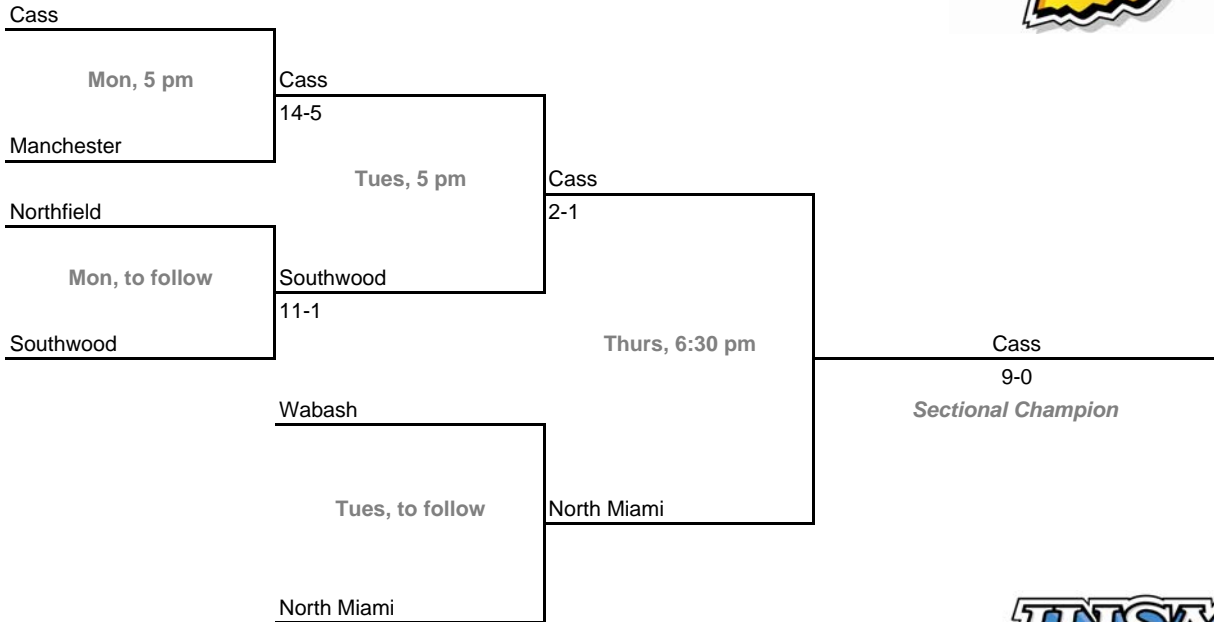 Cass
Mon, 5 pm
Cass
14-5
Manchester
Tues, 5 pm
Cass
Northfield
2-1
Mon, to follow
Southwood
11-1
Southwood
Thurs, 6:30 pm
Cass
9-0
Wabash
Sectional Champion
Tues, to follow
North Miami
North Miami